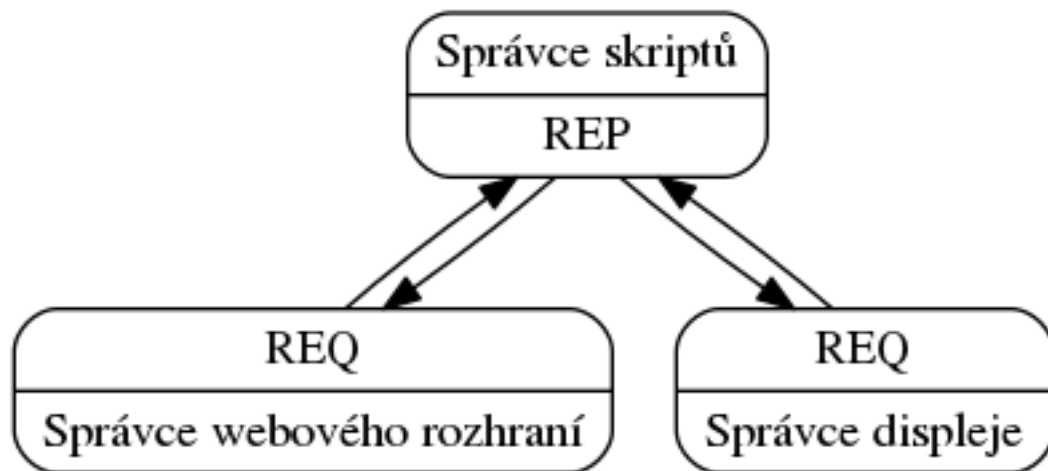 Správce skriptů
REP
REQ
Správce webového rozhraní
REQ
Správce displeje